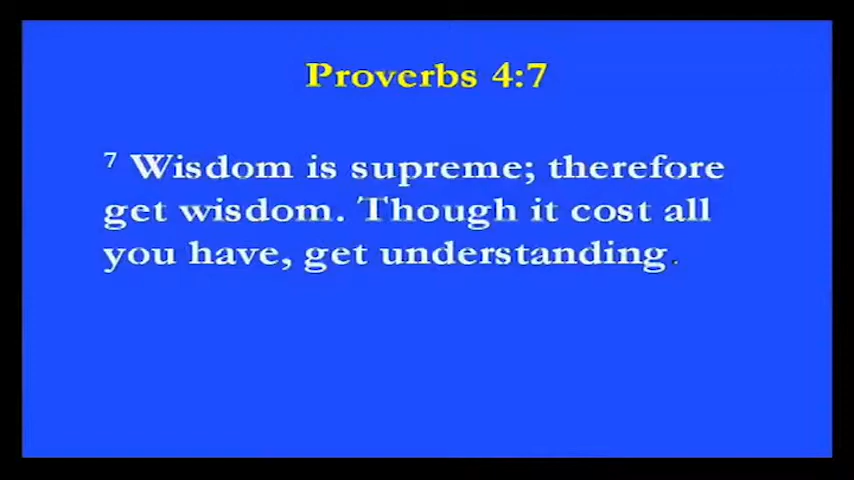 Proverbs 4:7
7 Wisdom is supreme; therefore
get wisdom. Though it cost all
you have, get understanding.